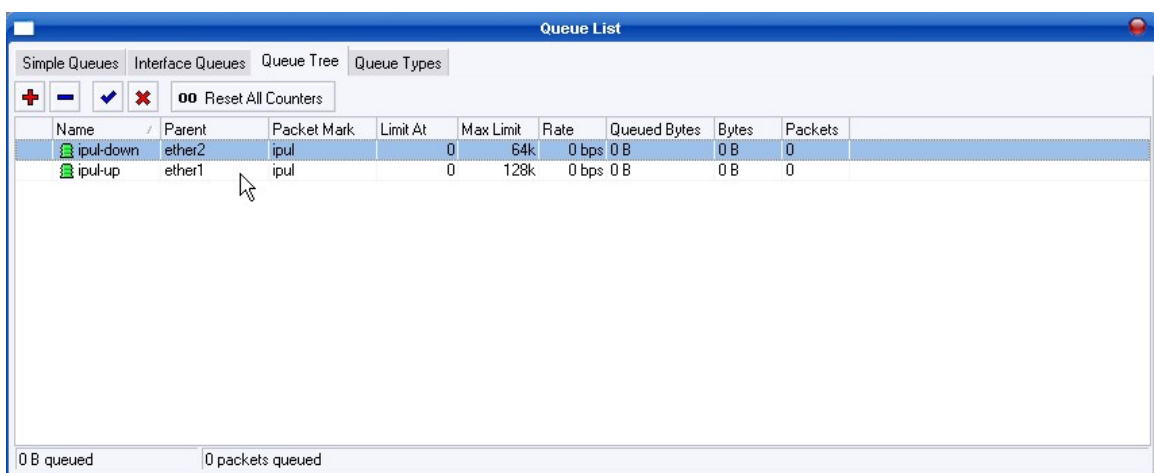 Queue List
Simple Queues Interface Queues Queue Tree Queue Types
00 Reset All Counters
Name / Parent Packet Mark Limit At Max Limit Rate Queued Bytes Bytes Packets
ipul-down ether2 ipul 0 64k 0 bps 0 B 0 B 0
ipul-up ether1 ipul 0 128k 0 bps 0 B 0 B 0
0 B queued 0 packets queued